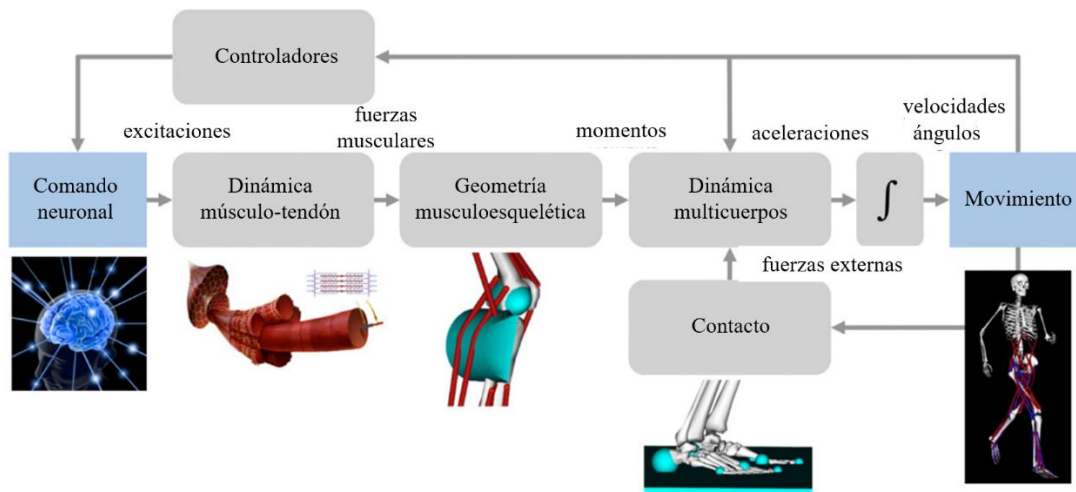 Controladores
excitaciones
fuerzas
musculares
momentos
aceleraciones
velocidades
ángulos
Comando
neuronal
Dinámica
músculo-tendón
Geometría
musculoesquelética
Dinámica
multicuerpos
∫
Movimiento
fuerzas externas
Contacto